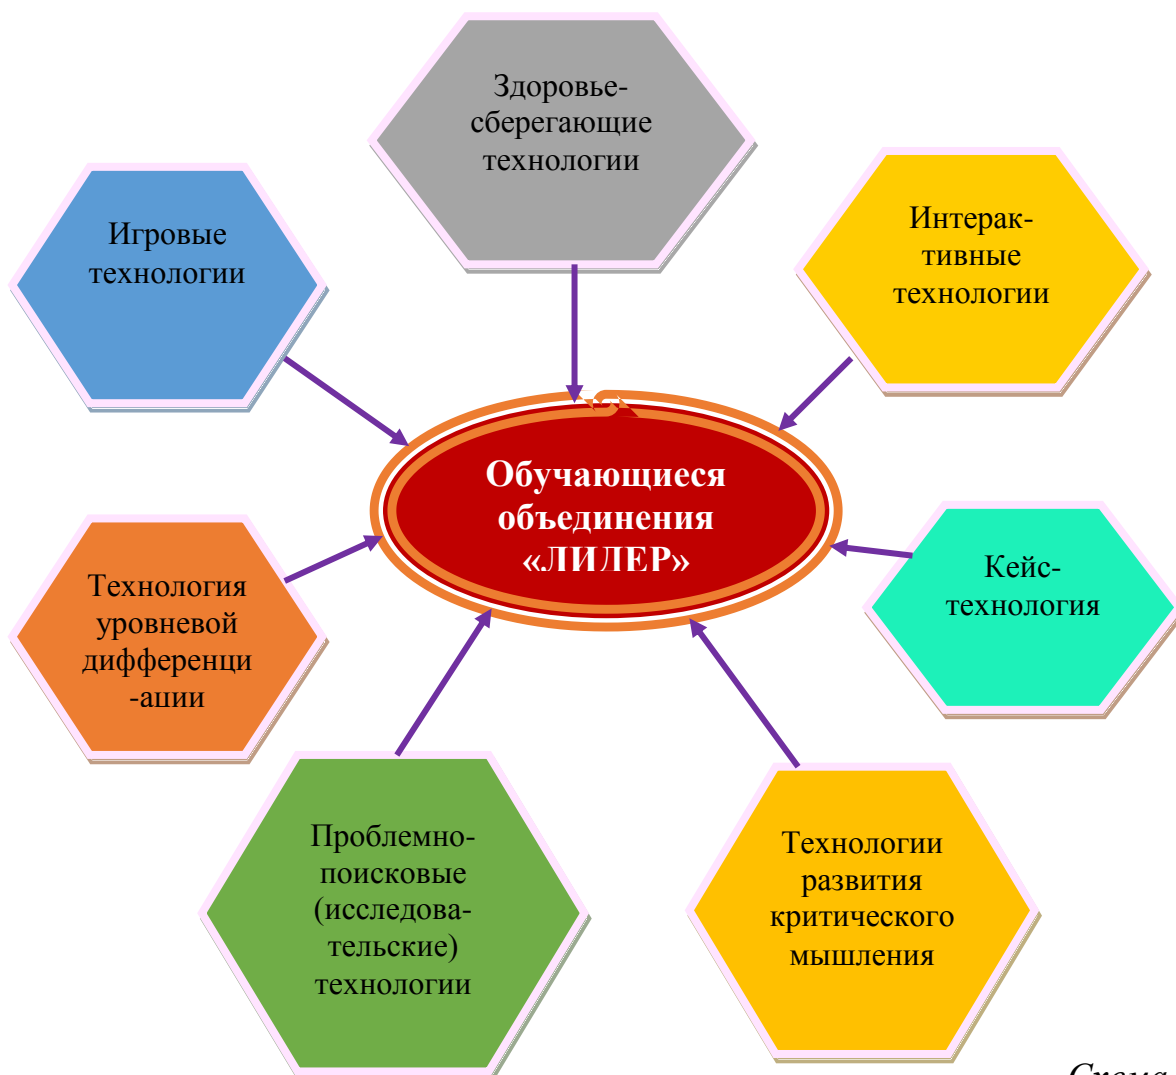 Здоровье-
сберегающие
технологии
Игровые
технологии
Интерак-
тивные
технологии
Обучающиеся
объединения
«ЛИДЕР»
Кейс-
технология
Технология
уровневой
дифференци
-ации
Проблемно-
поисковые
(исследова-
тельские)
технологии
Технологии
развития
критического
мышления